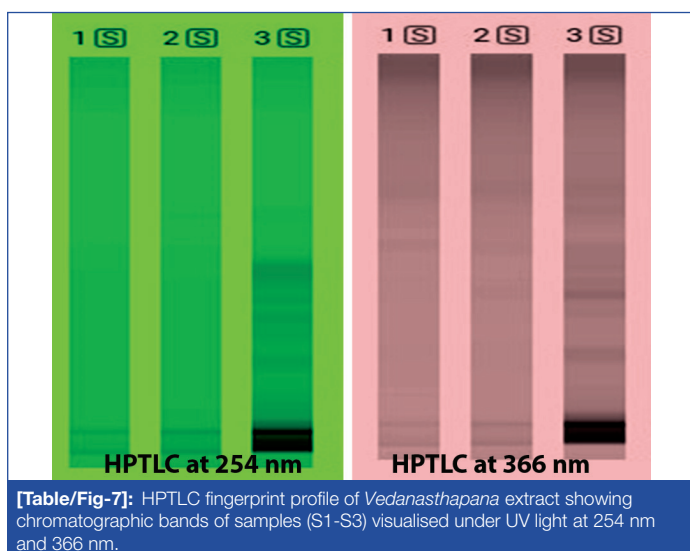 1 S 2 S 3 S 1 S 2 S 3 S
HPTLC at 254 nm HPTLC at 366 nm
[Table/Fig-7]: HPTLC fingerprint profile of Vedanasthapana extract showing
chromatographic bands of samples (S1-S3) visualised under UV light at 254 nm
and 366 nm.